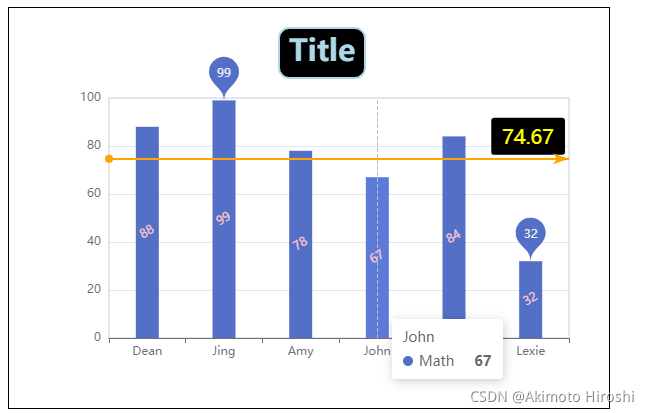 Title
99
32
100
80
60
40
20
0
74.67
88
99
78
67
84
32
Dean
Jing
Amy
John
Lexie
John
Math 67
CSDN @Akimoto Hiroshi